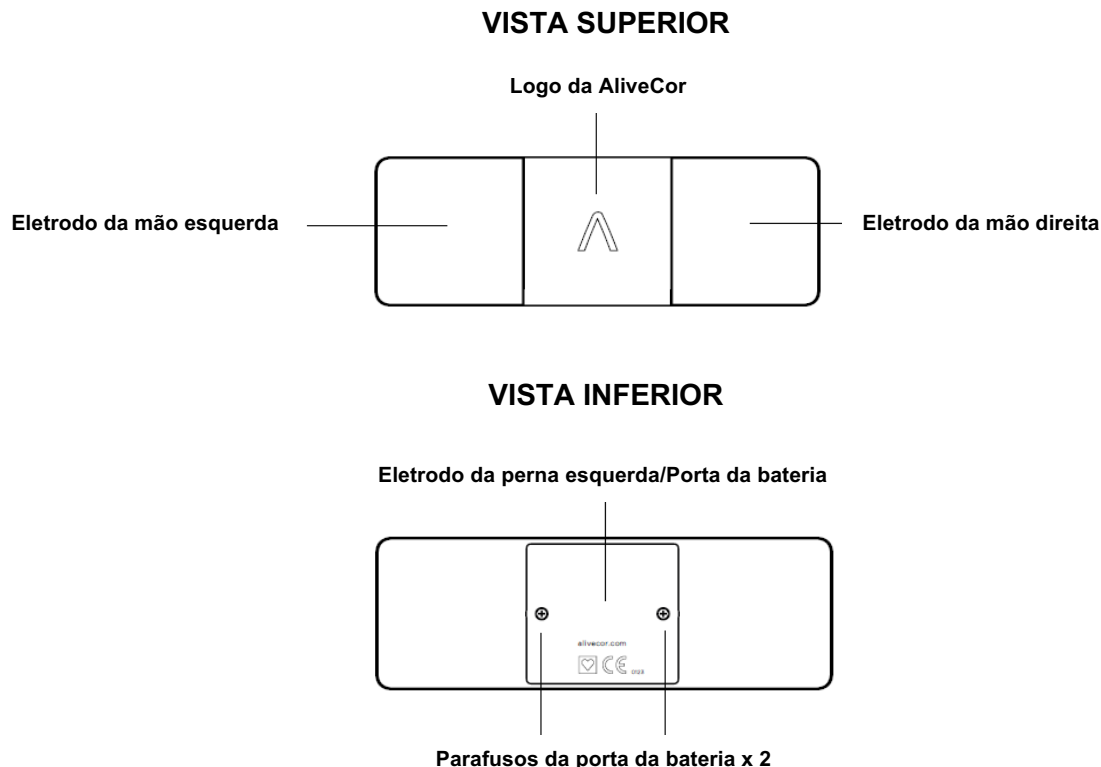 VISTA SUPERIOR
Logo da AliveCor
Eletrodo da mão esquerda
Eletrodo da mão direita
VISTA INFERIOR
Eletrodo da perna esquerda/Porta da bateria
alivecor.com
CE
Parafusos da porta da bateria x 2